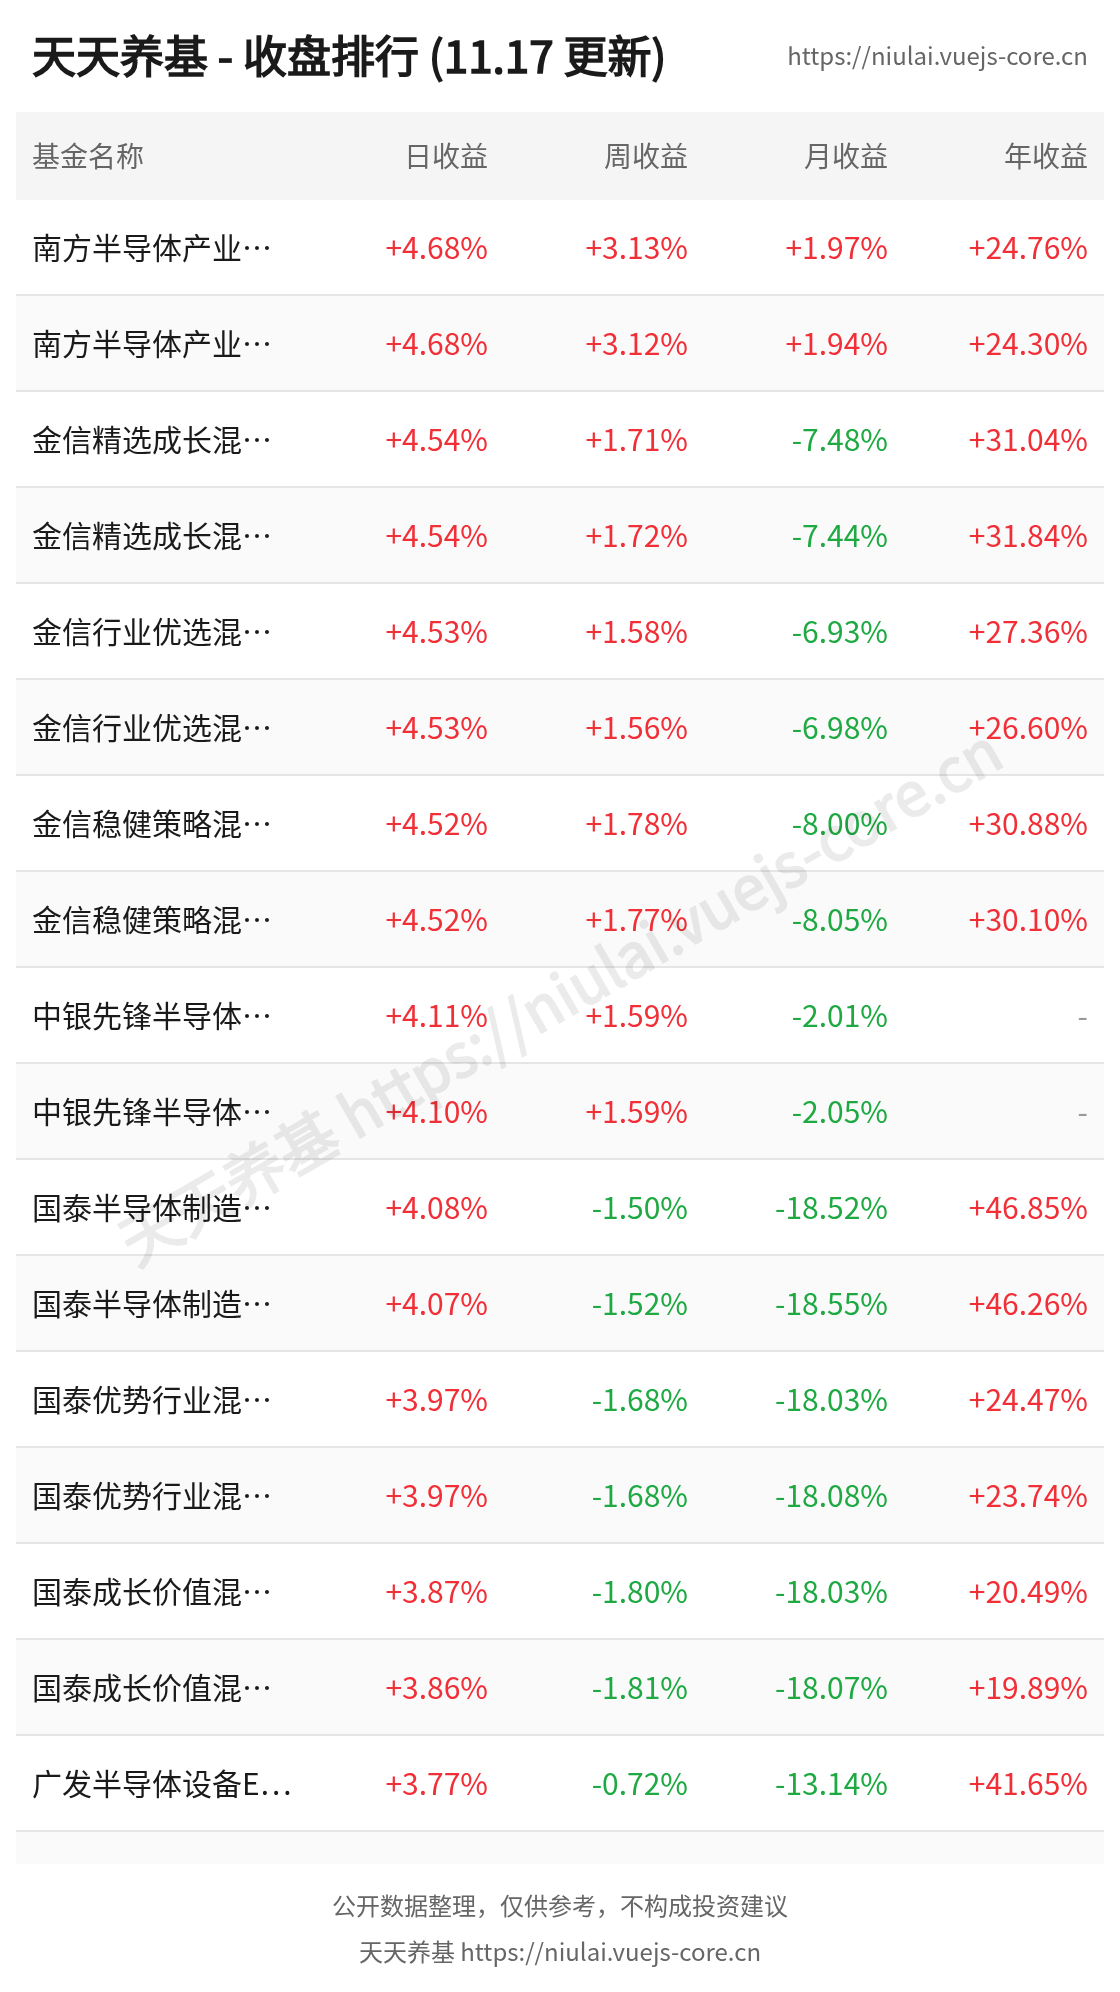 天天养基 - 收盘排行 (11.17 更新) https://niulai.vuejs-core.cn
基金名称 日收益 周收益 月收益 年收益
南方半导体产业… +4.68% +3.13% +1.97% +24.76%
南方半导体产业… +4.68% +3.12% +1.94% +24.30%
金信精选成长混… +4.54% +1.71% -7.48% +31.04%
金信精选成长混… +4.54% +1.72% -7.44% +31.84%
金信行业优选混… +4.53% +1.58% -6.93% +27.36%
金信行业优选混… +4.53% +1.56% -6.98% +26.60%
金信稳健策略混… +4.52% +1.78% -8.00% +30.88%
金信稳健策略混… +4.52% +1.77% -8.05% +30.10%
中银先锋半导体… +4.11% +1.59% -2.01% -
中银先锋半导体… +4.10% +1.59% -2.05% -
国泰半导体制造… +4.08% -1.50% -18.52% +46.85%
国泰半导体制造… +4.07% -1.52% -18.55% +46.26%
国泰优势行业混… +3.97% -1.68% -18.03% +24.47%
国泰优势行业混… +3.97% -1.68% -18.08% +23.74%
国泰成长价值混… +3.87% -1.80% -18.03% +20.49%
国泰成长价值混… +3.86% -1.81% -18.07% +19.89%
广发半导体设备E… +3.77% -0.72% -13.14% +41.65%
天天养基 https://niulai.vuejs-core.cn
公开数据整理，仅供参考，不构成投资建议
天天养基 https://niulai.vuejs-core.cn